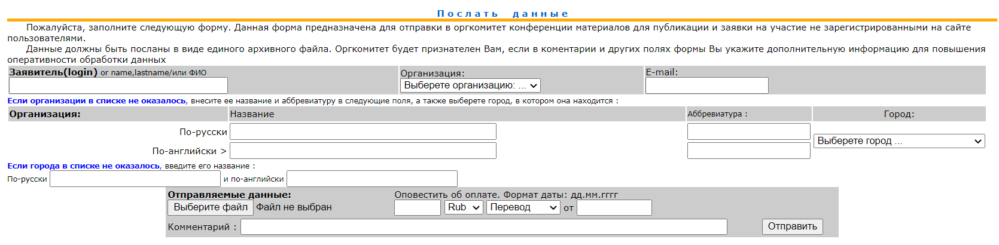 Послать данные
Пожалуйста, заполните следующую форму. Данная форма предназначена для отправки в оргкомитет конференции материалов для публикации и заявки на участие не зарегистрированными на сайте
пользователями.
Данные должны быть посланы в виде единого архивного файла. Оргкомитет будет признателен Вам, если в коментарии и других полях формы Вы укажите дополнительную информацию для повышения
оперативности обработки данных
Заявитель(login) or name,lastname/или ФИО
Организация:
E-mail:
Выберете организацию: ...
Если организации в списке не оказалось, внесите ее название и аббревиатуру в следующие поля, а также выберете город, в котором она находится :
Организация: Название Аббревиатура : Город:
По-русски
Выберете город ...
По-английски >
Если города в списке не оказалось, введите его название :
По-русски и по-английски
Отправляемые данные: Оповестить об оплате. Формат даты: дд.мм.гггг
Выберите файл Файл не выбран Rub Перевод от
Комментарий : Отправить